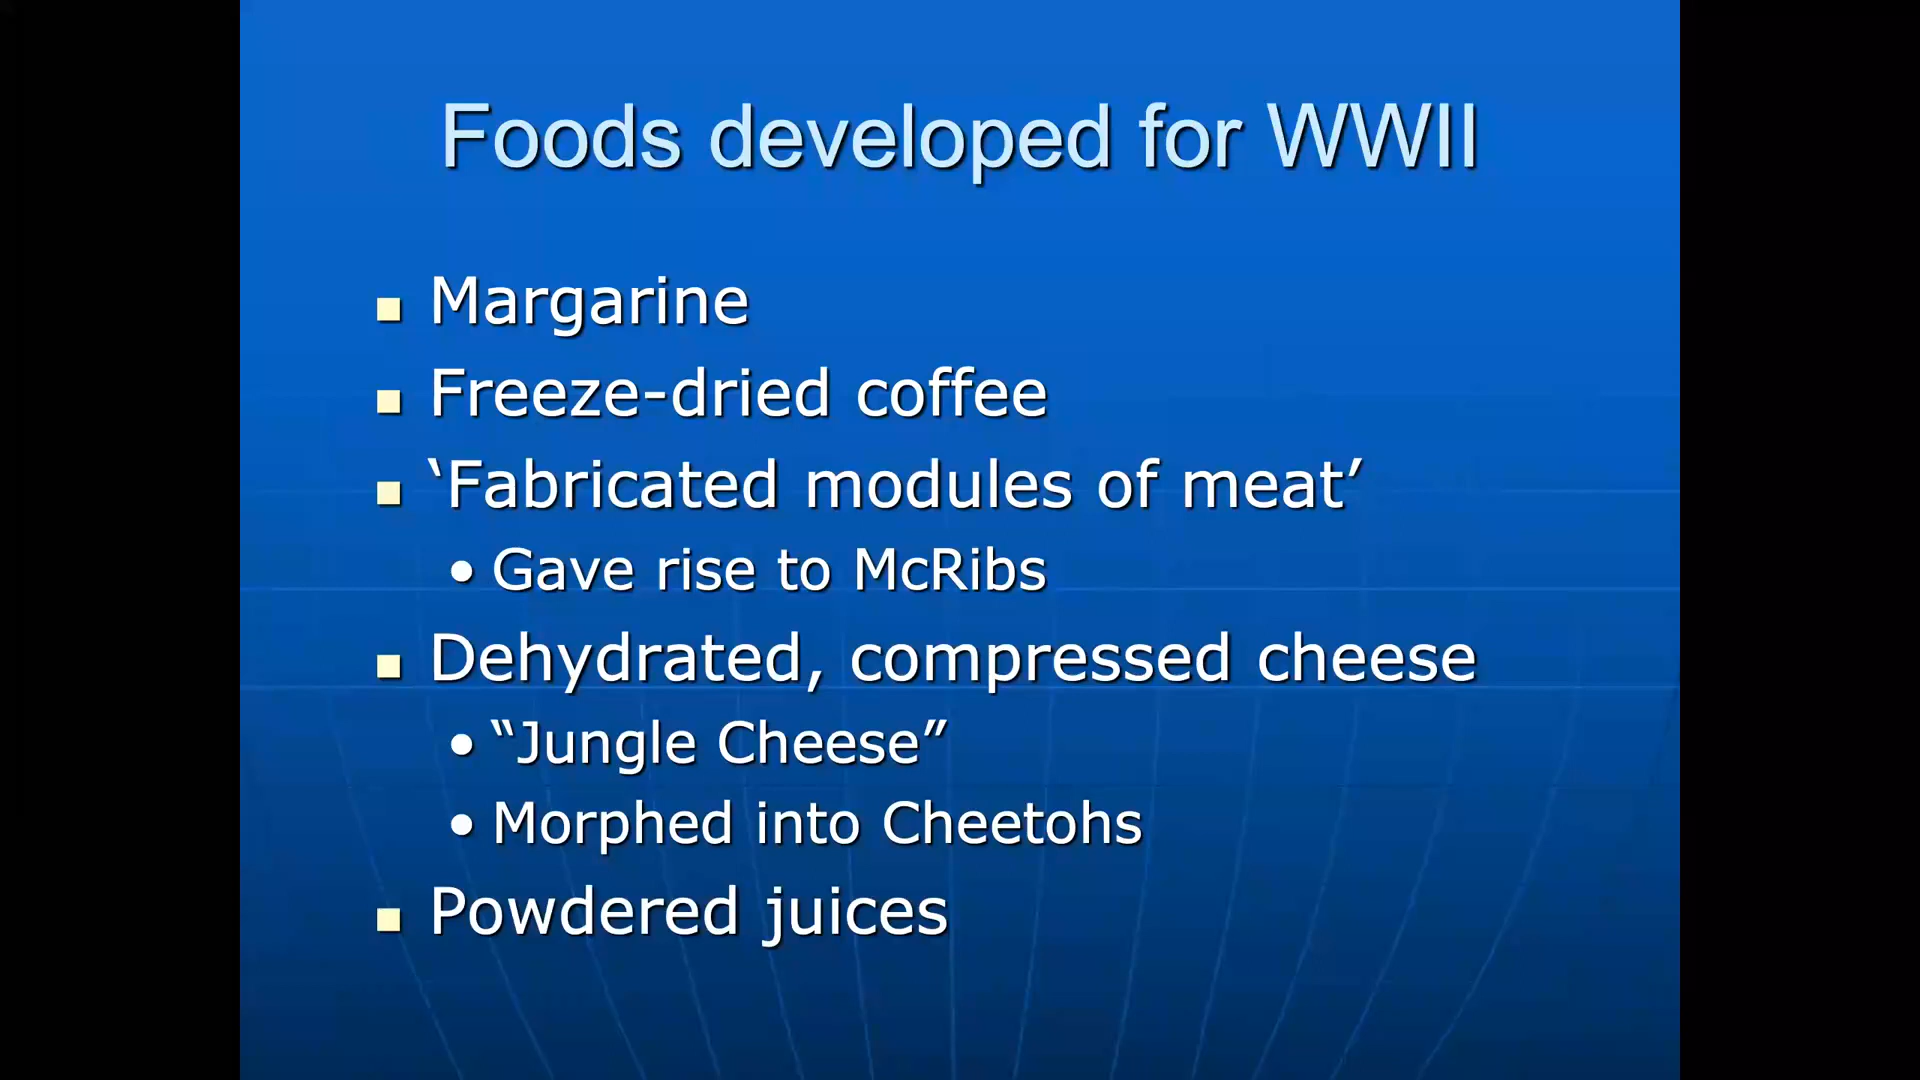 Foods developed for WWII
Margarine
Freeze-dried coffee
‘Fabricated modules of meat’
• Gave rise to McRibs
Dehydrated, compressed cheese
• “Jungle Cheese”
• Morphed into Cheetohs
Powdered juices